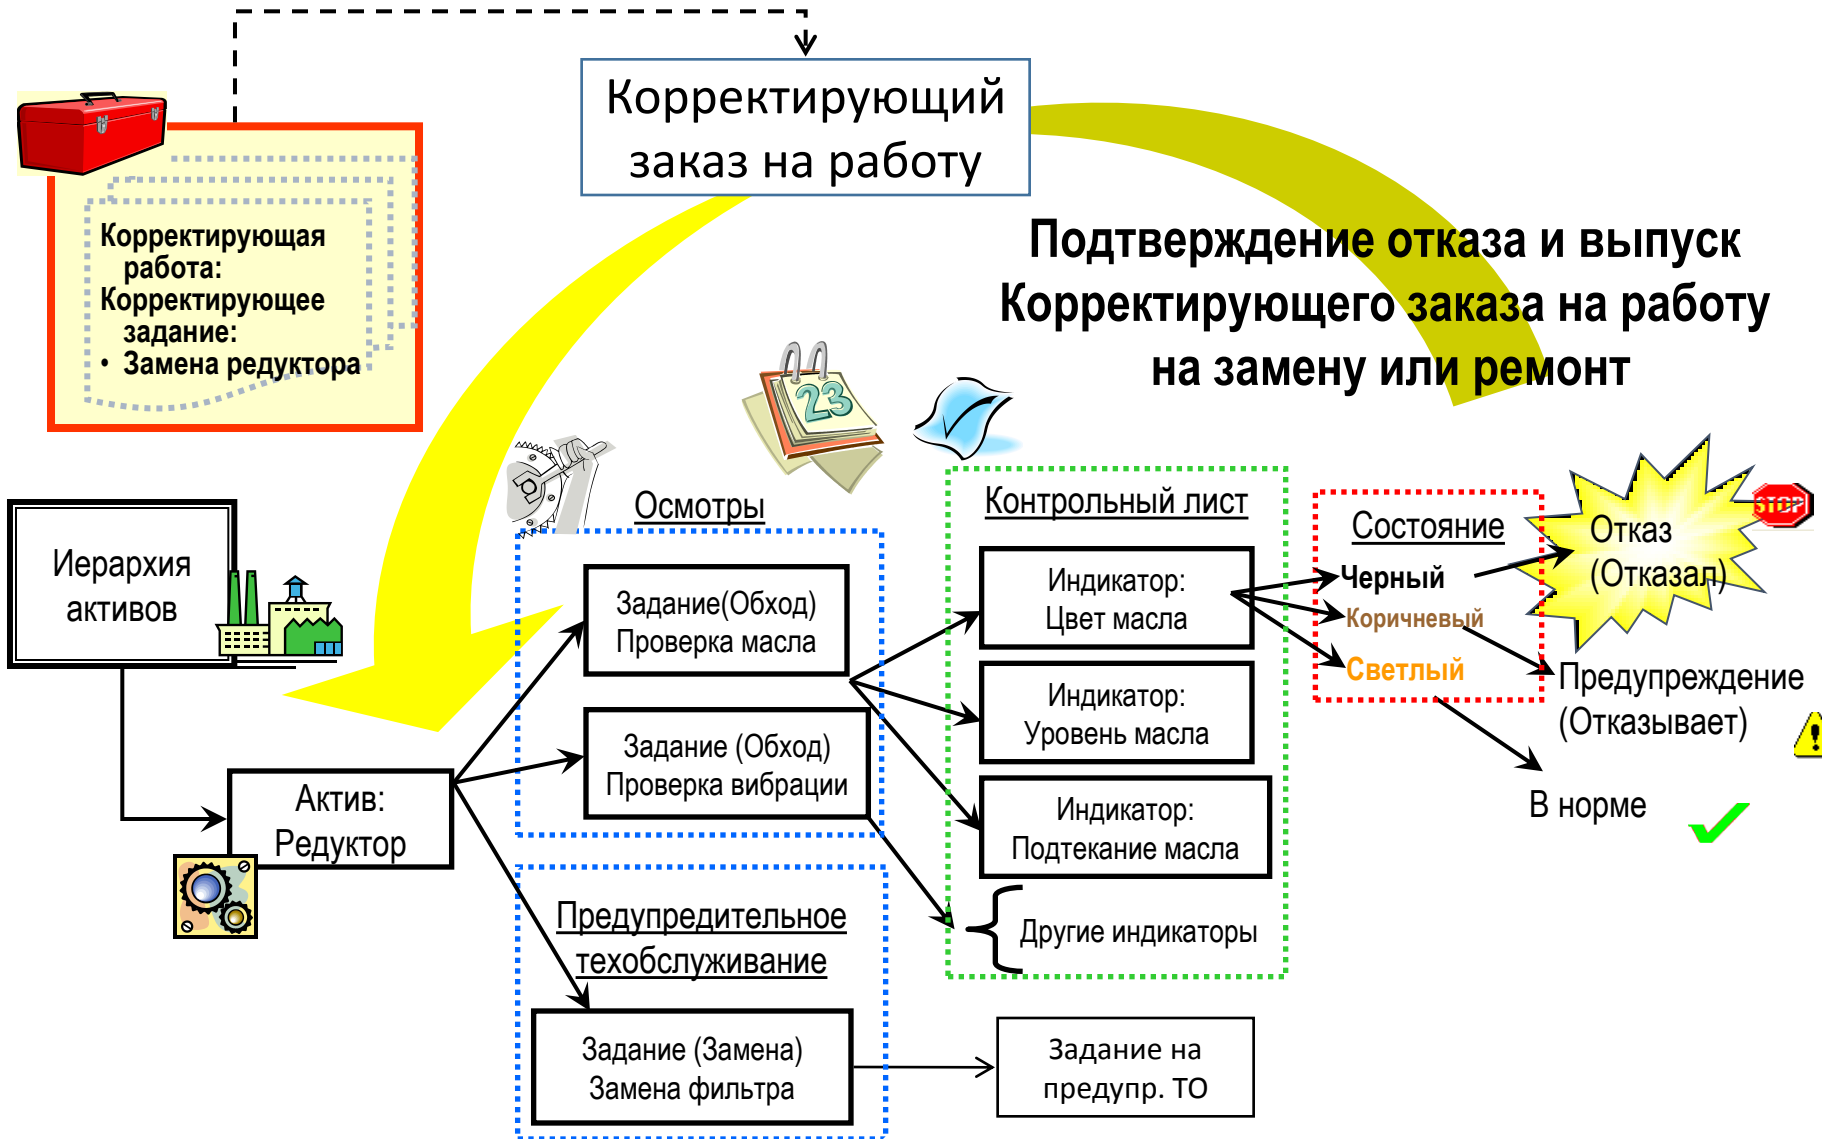 Корректирующий
заказ на работу
Корректирующая
работа:
Корректирующее
задание:
• Замена редуктора
Подтверждение отказа и выпуск
Корректирующего заказа на работу
на замену или ремонт
23
Иерархия
активов
Актив:
Редуктор
Осмотры
Задание(Обход)
Проверка масла
Задание (Обход)
Проверка вибрации
Предупредительное
техобслуживание
Задание (Замена)
Замена фильтра
Задание на
предупр. ТО
Контрольный лист
Индикатор:
Цвет масла
Индикатор:
Уровень масла
Индикатор:
Подтекание масла
Другие индикаторы
Состояние
Черный
Коричневый
Светлый
Отказ
(Отказал)
STOP
Предупреждение
(Отказывает)
!
В норме